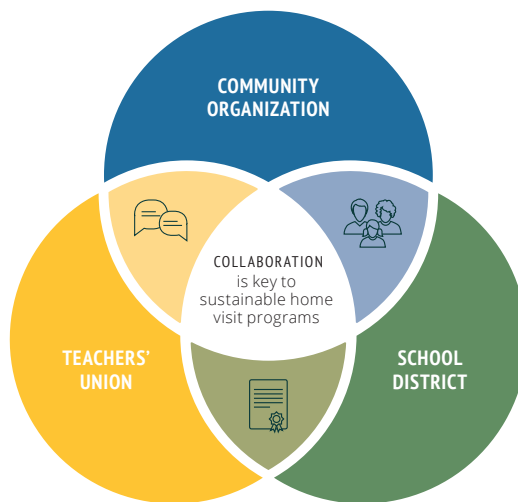 COMMUNITY
ORGANIZATION
COLLABORATION
is key to
sustainable home
visit programs
TEACHERS'
UNION
SCHOOL
DISTRICT